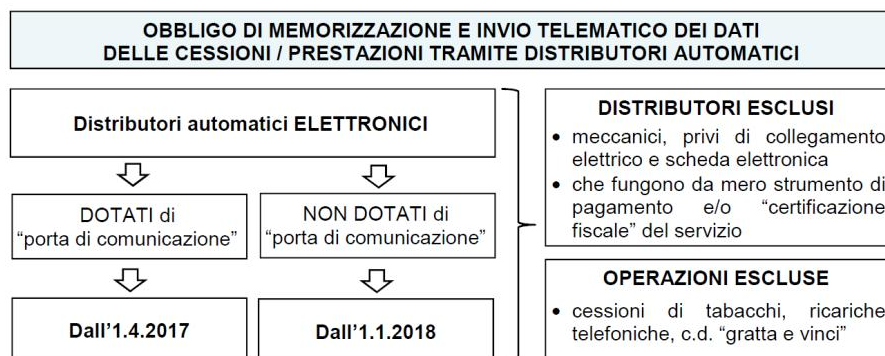 OBBLIGO DI MEMORIZZAZIONE E INVIO TELEMATICO DEI DATI
DELLE CESSIONI / PRESTAZIONI TRAMITE DISTRIBUTORI AUTOMATICI
Distributori automatici ELETTRONICI
DOTATI di
“porta di comunicazione”
NON DOTATI di
“porta di comunicazione”
Dall’1.4.2017
Dall’1.1.2018
DISTRIBUTORI ESCLUSI
• meccanici, privi di collegamento
elettrico e scheda elettronica
• che fungono da mero strumento di
pagamento e/o “certificazione
fiscale” del servizio
OPERAZIONI ESCLUSE
• cessioni di tabacchi, ricariche
telefoniche, c.d. “gratta e vinci”